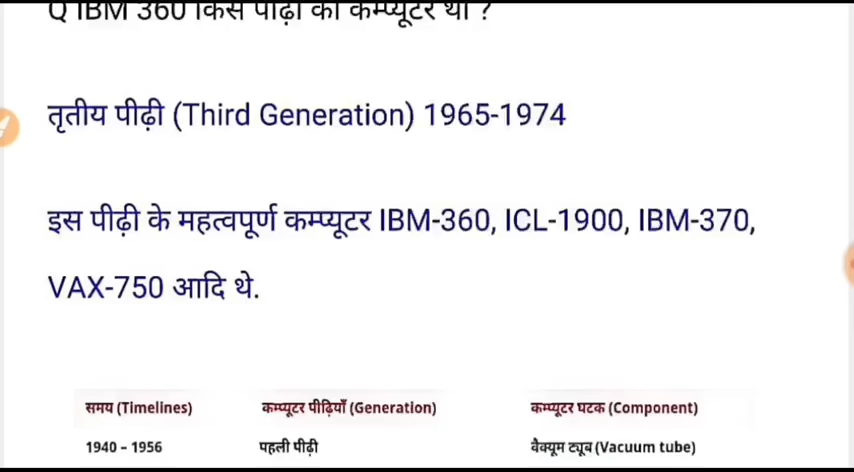 Q IBM 360 किस पीढ़ी का कम्प्यूटर था ?
तृतीय पीढ़ी (Third Generation) 1965-1974
इस पीढ़ी के महत्वपूर्ण कम्प्यूटर IBM-360, ICL-1900, IBM-370,
VAX-750 आदि थे.
समय (Timelines) कम्प्यूटर पीढ़ियाँ (Generation) कम्प्यूटर घटक (Component)
1940 – 1956 पहली पीढ़ी वैक्यूम ट्यूब (Vacuum tube)